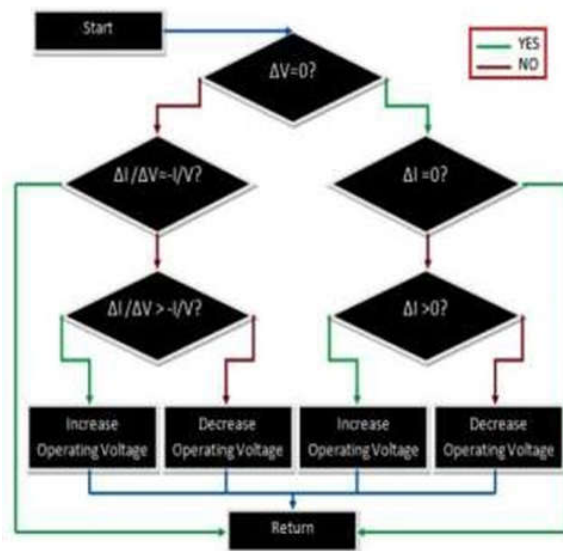 Start
YES
NO
ΔV=0?
ΔI/ΔV=-I/V?
ΔI=0?
ΔI/ΔV>-I/V?
ΔI>0?
Increase
Operating Voltage
Decrease
Operating Voltage
Increase
Operating Voltage
Decrease
Operating Voltage
Return